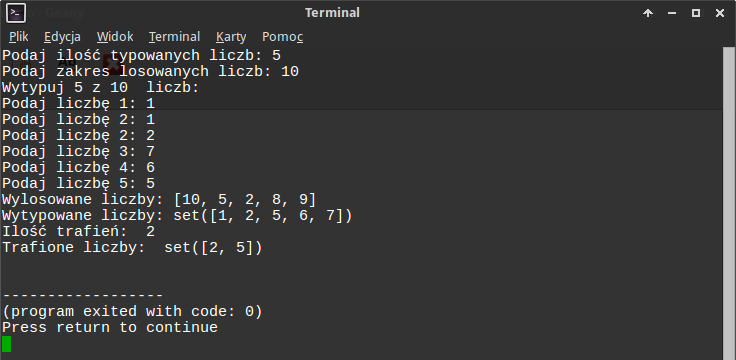 Terminal
Plik Edycja Widok Terminal Karty Pomoc
Podaj ilość typowanych liczb: 5
Podaj zakres losowanych liczb: 10
Wytypuj 5 z 10  liczb:
Podaj liczbę 1: 1
Podaj liczbę 2: 1
Podaj liczbę 2: 2
Podaj liczbę 3: 7
Podaj liczbę 4: 6
Podaj liczbę 5: 5
Wylosowane liczby: [10, 5, 2, 8, 9]
Wytypowane liczby: set([1, 2, 5, 6, 7])
Ilość trafień:  2
Trafione liczby:  set([2, 5])
------------------
(program exited with code: 0)
Press return to continue